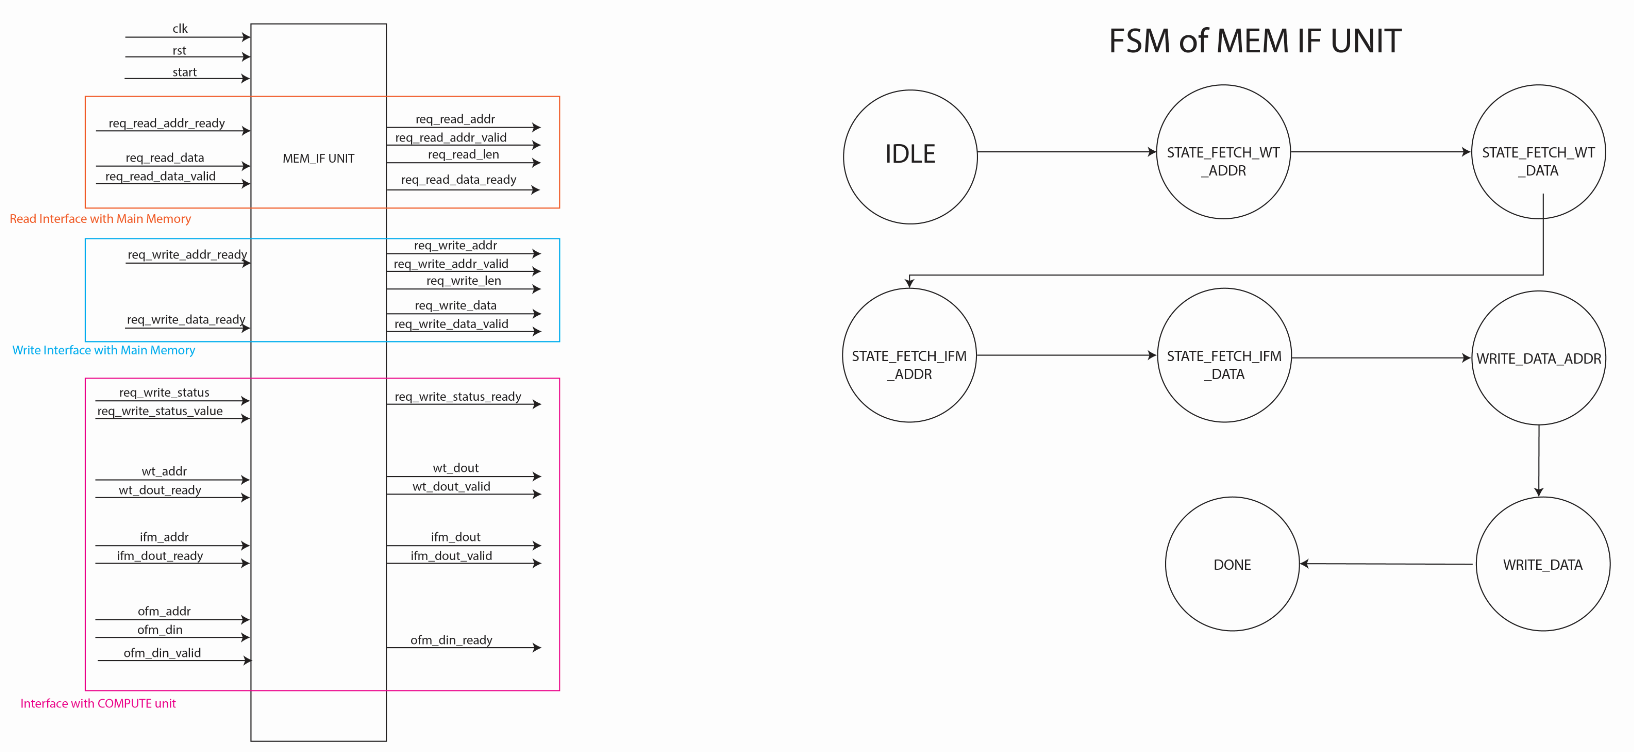 clk
rst
start
req_read_addr_ready
req_read_data
req_read_data_valid
MEM_IF UNIT
req_read_addr
req_read_addr_valid
req_read_len
req_read_data_ready
Read Interface with Main Memory
req_write_addr_ready
req_write_data_ready
req_write_addr
req_write_addr_valid
req_write_len
req_write_data
req_write_data_valid
Write Interface with Main Memory
req_write_status
req_write_status_value
req_write_status_ready
wt_addr
wt_dout_ready
wt_dout
wt_dout_valid
ifm_addr
ifm_dout_ready
ifm_dout
ifm_dout_valid
ofm_addr
ofm_din
ofm_din_valid
ofm_din_ready
Interface with COMPUTE unit
FSM of MEM IF UNIT
IDLE
STATE_FETCH_WT
_ADDR
STATE_FETCH_WT
_DATA
STATE_FETCH_IFM
_ADDR
STATE_FETCH_IFM
_DATA
WRITE_DATA_ADDR
DONE
WRITE_DATA